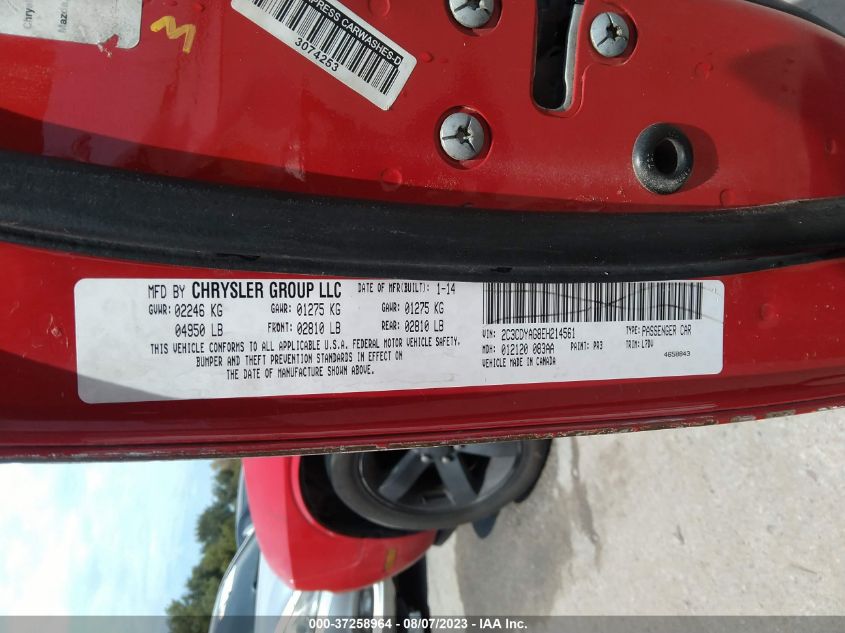 Chry
Mazda
XPRESS CARWASHES-D
3074253
MFD BY CHRYSLER GROUP LLC
DATE OF MFR(BUILT): 1-14
GVWR: 02246 KG
GAWR: 01275 KG
GAWR: 01275 KG
04950 LB
FRONT: 02810 LB
REAR: 02810 LB
THIS VEHICLE CONFORMS TO ALL APPLICABLE U.S.A. FEDERAL MOTOR VEHICLE SAFETY,
BUMPER AND THEFT PREVENTION STANDARDS IN EFFECT ON
THE DATE OF MANUFACTURE SHOWN ABOVE.
VIN: 2C3CDYAG8EH214561
TYPE: PASSENGER CAR
MDH: 012120 083AA
PAINT: PR3
TRIM: L7DV
VEHICLE MADE IN CANADA
4658843
000-37258964 — 08/07/2023 — IAA Inc.